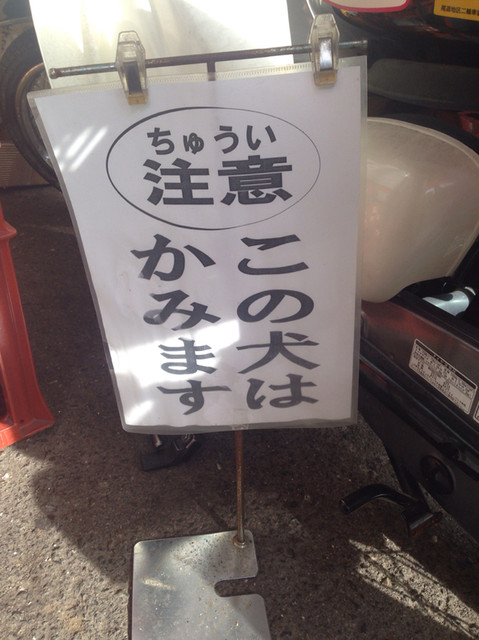 ちゅうい
注意
この犬は
かみます